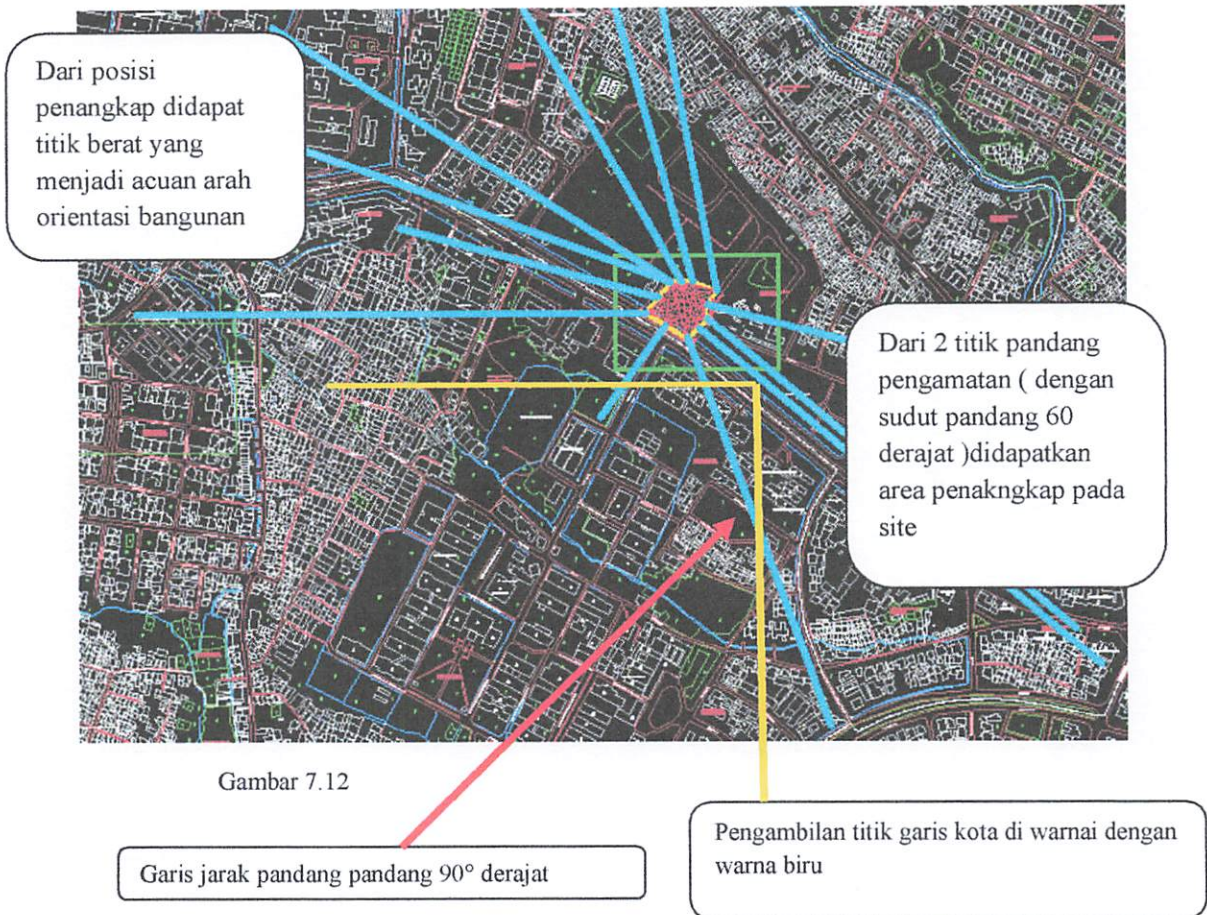 Dari posisi
penangkap didapat
titik berat yang
menjadi acuan arah
orientasi bangunan
Dari 2 titik pandang
pengamatan ( dengan
sudut pandang 60
derajat )didapatkan
area penakngkap pada
site
Gambar 7.12
Garis jarak pandang pandang 90° derajat
Pengambilan titik garis kota di warnai dengan
warna biru